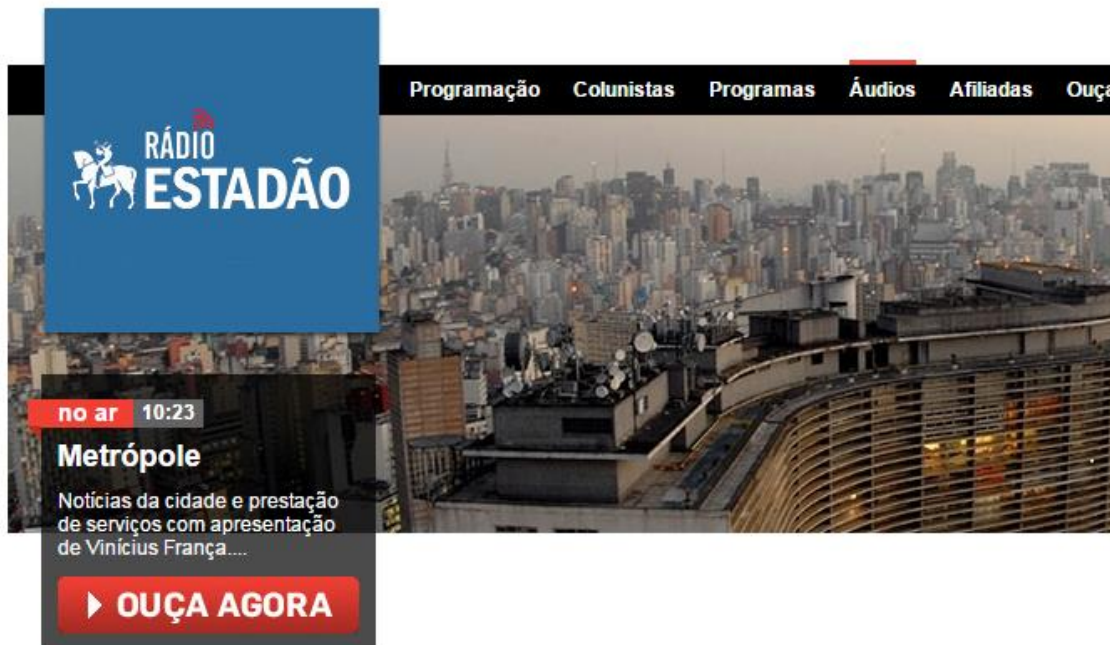 RÁDIO
ESTADÃO
Programação Colunistas Programas Áudios Afiliadas Ouça
no ar 10:23
Metrópole
Notícias da cidade e prestação
de serviços com apresentação
de Vinícius França....
OUÇA AGORA